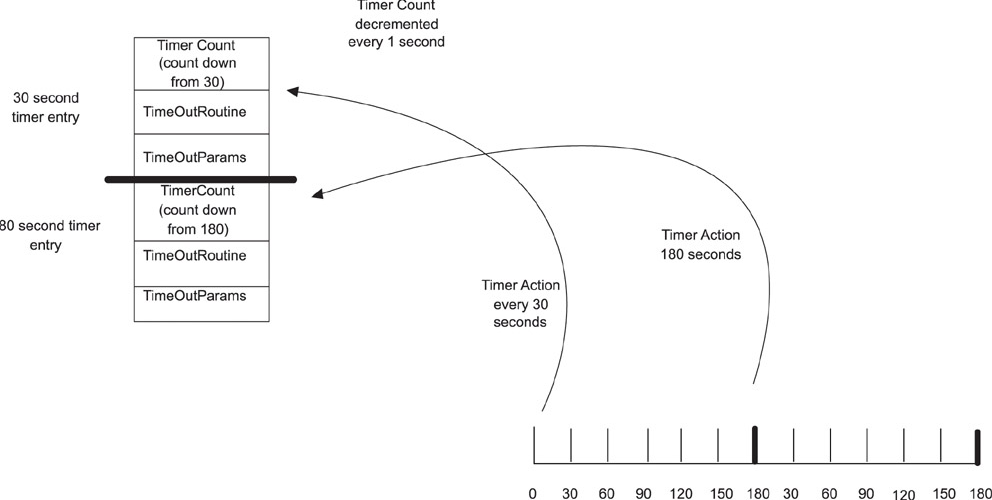 Timer Count
decremented
every 1 second
Timer Count
(count down
from 30)
30 second
timer entry
TimeOutRoutine
TimeOutParams
TimerCount
(count down
from 180)
80 second timer
entry
TimeOutRoutine
TimeOutParams
Timer Action
180 seconds
Timer Action
every 30
seconds
0 30 60 90 120 150 180 30 60 90 120 150 180